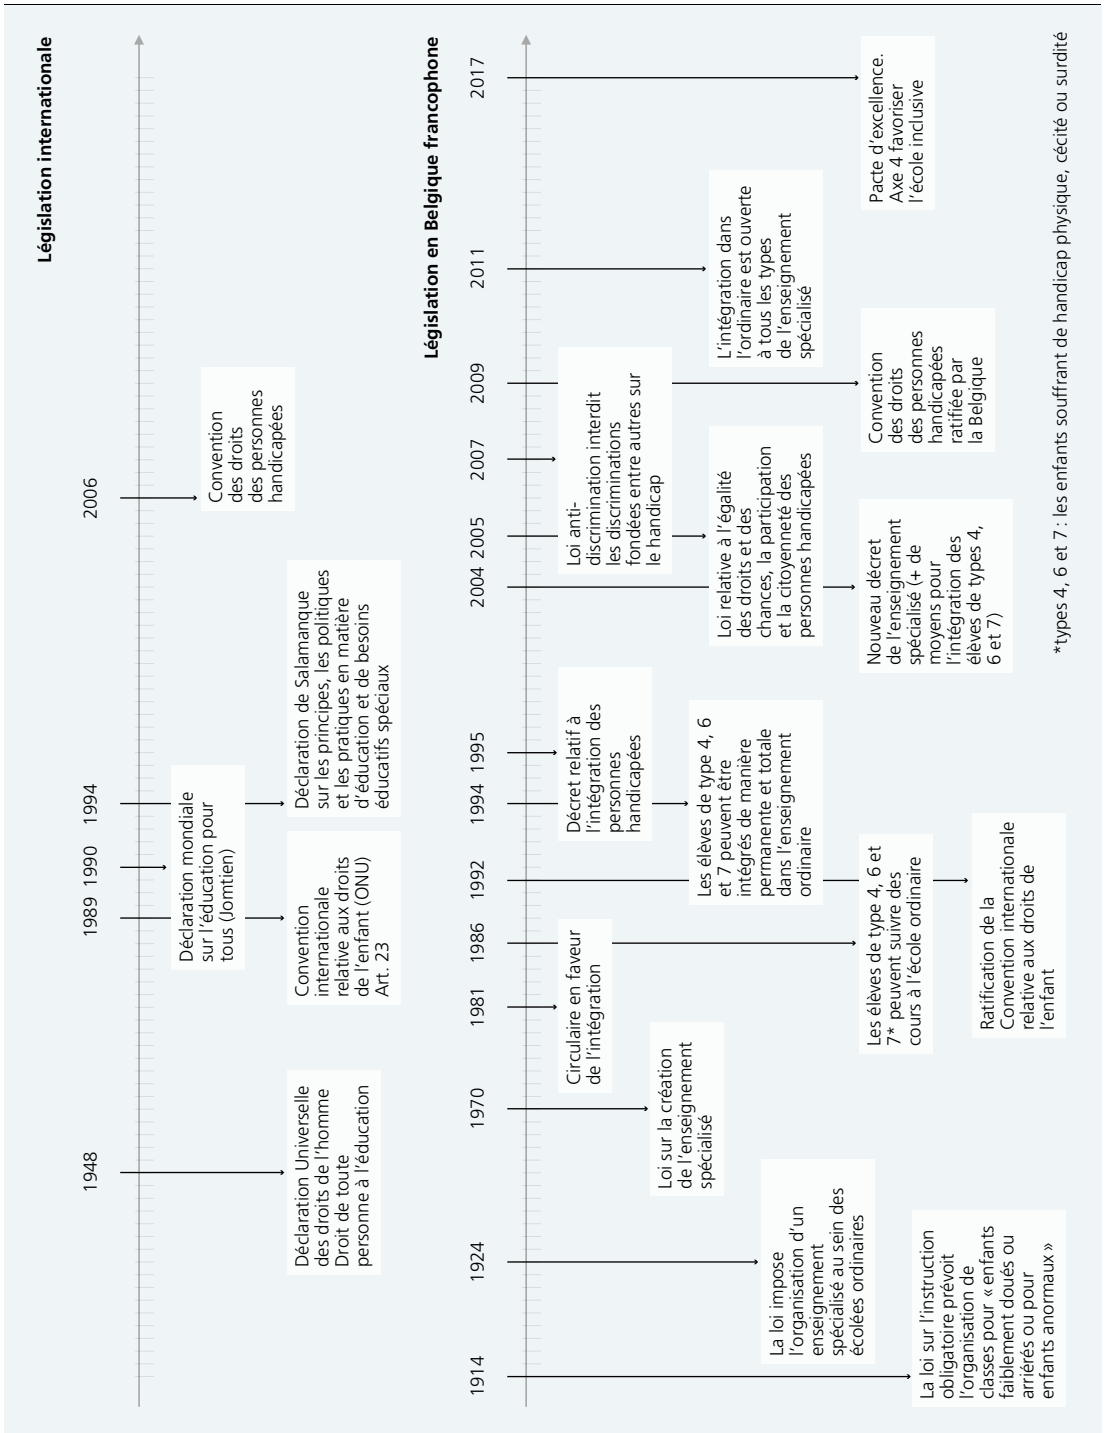 Législation internationale
1948
1989
1990
1994
2006
Déclaration Universelle
des droits de l'homme
Droit de toute
personne à l'éducation
Convention
internationale
relative aux droits
de l'enfant (ONU)
Art. 23
Déclaration mondiale
sur l'éducation pour
tous (Jomtien)
Déclaration de Salamanque
sur les principes, les politiques
et les pratiques en matière
d'éducation et de besoins
éducatifs spéciaux
Convention
des droits
des personnes
handicapées
Législation en Belgique francophone
1914
1924
1970
1981
1986
1992
1994
1995
2004
2005
2007
2009
2011
2017
La loi sur l'instruction
obligatoire prévoit
l'organisation de
classes pour « enfants
faiblement doués ou
arriérés ou pour
enfants anormaux »
La loi impose
l'organisation d'un
enseignement
spécialisé au sein des
écolées ordinaires
Loi sur la création
de l'enseignement
spécialisé
Circulaire en faveur
de l'intégration
Les élèves de type 4, 6 et
7* peuvent suivre des
cours à l'école ordinaire
Ratification de la
Convention internationale
relative aux droits de
l'enfant
Les élèves de type 4, 6
et 7 peuvent être
intégrés de manière
permanente et totale
dans l'enseignement
ordinaire
Décret relatif à
l'intégration des
personnes
handicapées
Nouveau décret
de l'enseignement
spécialisé (+ de
moyens pour
l'intégration des
élèves de types 4,
6 et 7)
Loi relative à l'égalité
des droits et des
chances, la participation
et la citoyenneté des
personnes handicapées
Loi anti-
discrimination interdit
les discriminations
fondées entre autres sur
le handicap
Convention
des droits
des personnes
handicapées
ratifiée par
la Belgique
L'intégration dans
l'ordinaire est ouverte
à tous les types
de l'enseignement
spécialisé
Pacte d'excellence.
Axe 4 favoriser
l'école inclusive
*types 4, 6 et 7 : les enfants souffrant de handicap physique, cécité ou surdité